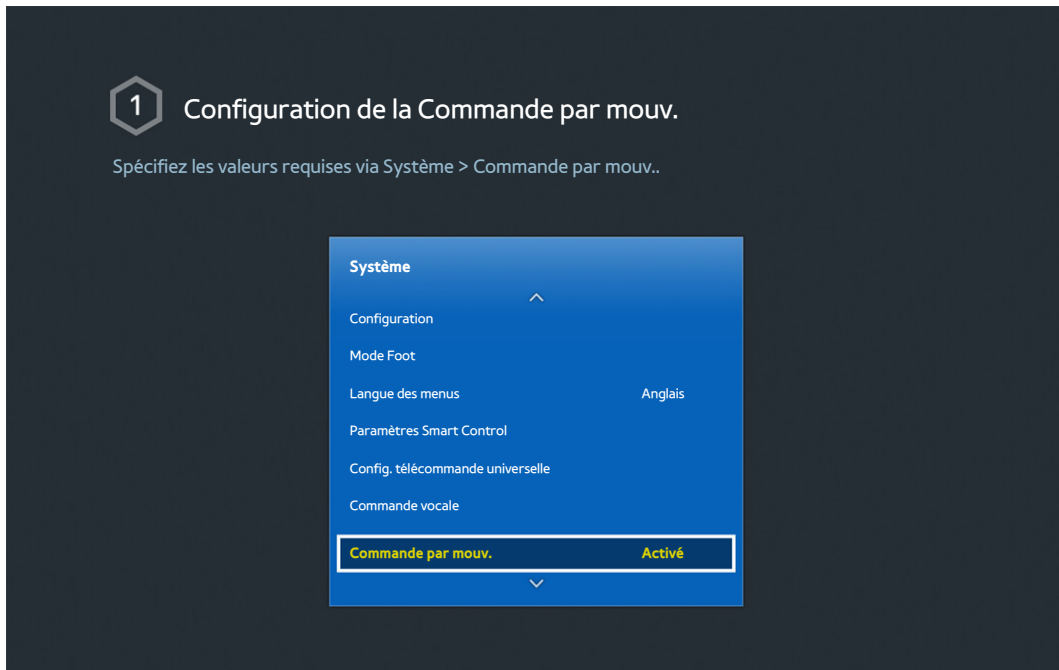 1
Configuration de la Commande par mouv.
Spécifiez les valeurs requises via Système > Commande par mouv..
Système
Configuration
Mode Foot
Langue des menus Anglais
Paramètres Smart Control
Config. télécommande universelle
Commande vocale
Commande par mouv. Activé